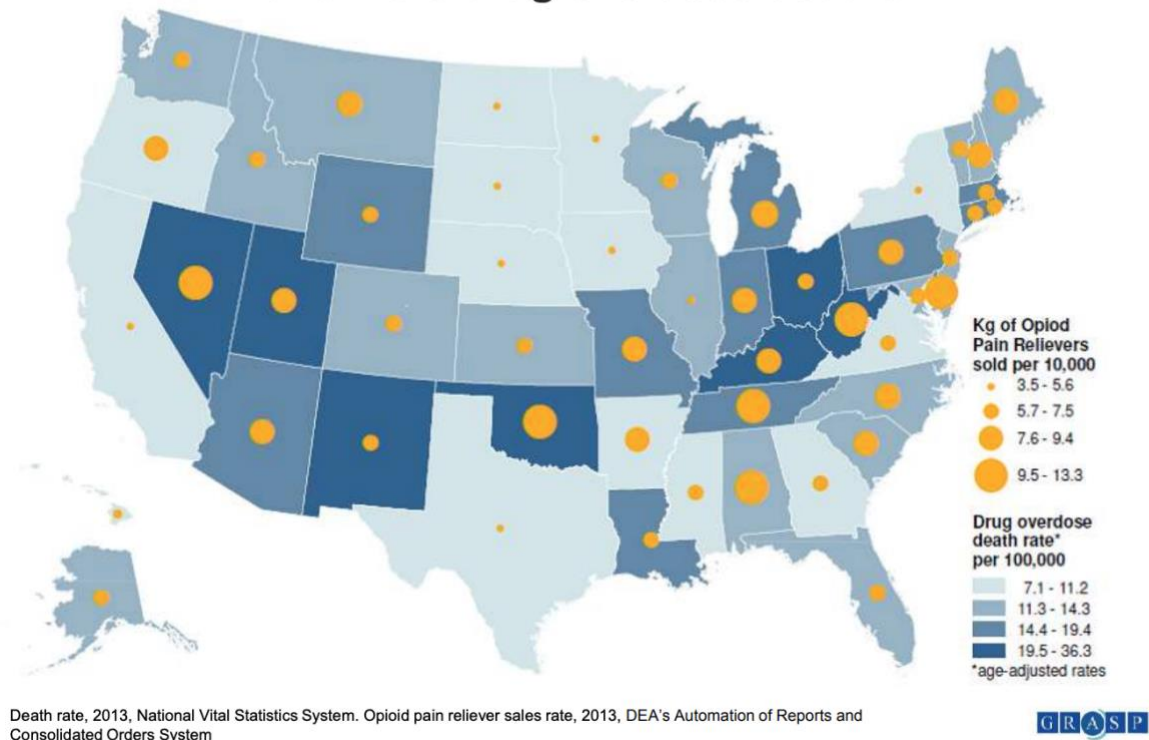 Kg of Opiod
Pain Relievers
sold per 10,000
3.5 - 5.6
5.7 - 7.5
7.6 - 9.4
9.5 - 13.3
Drug overdose
death rate*
per 100,000
7.1 - 11.2
11.3 - 14.3
14.4 - 19.4
19.5 - 36.3
*age-adjusted rates
Death rate, 2013, National Vital Statistics System. Opioid pain reliever sales rate, 2013, DEA's Automation of Reports and
Consolidated Orders System
GRASP